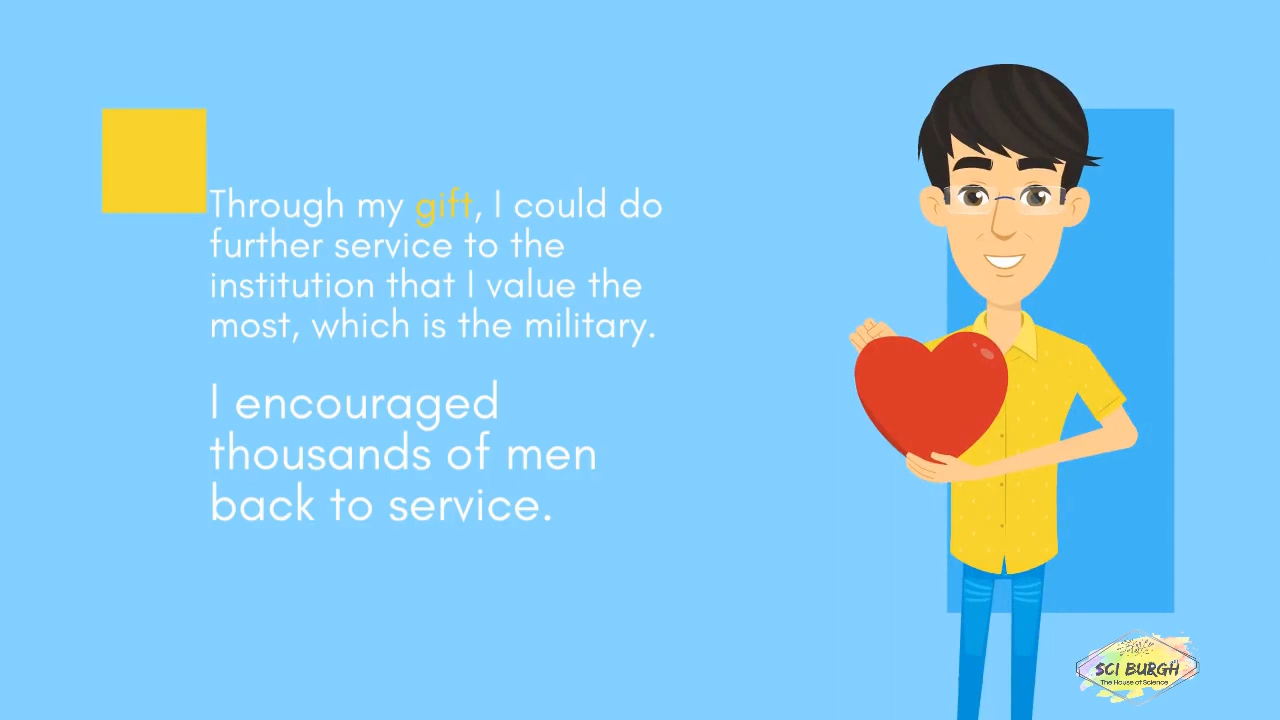 Through my gift, I could do
further service to the
institution that I value the
most, which is the military.
I encouraged
thousands of men
back to service.
SCI BURGH
The House of Science